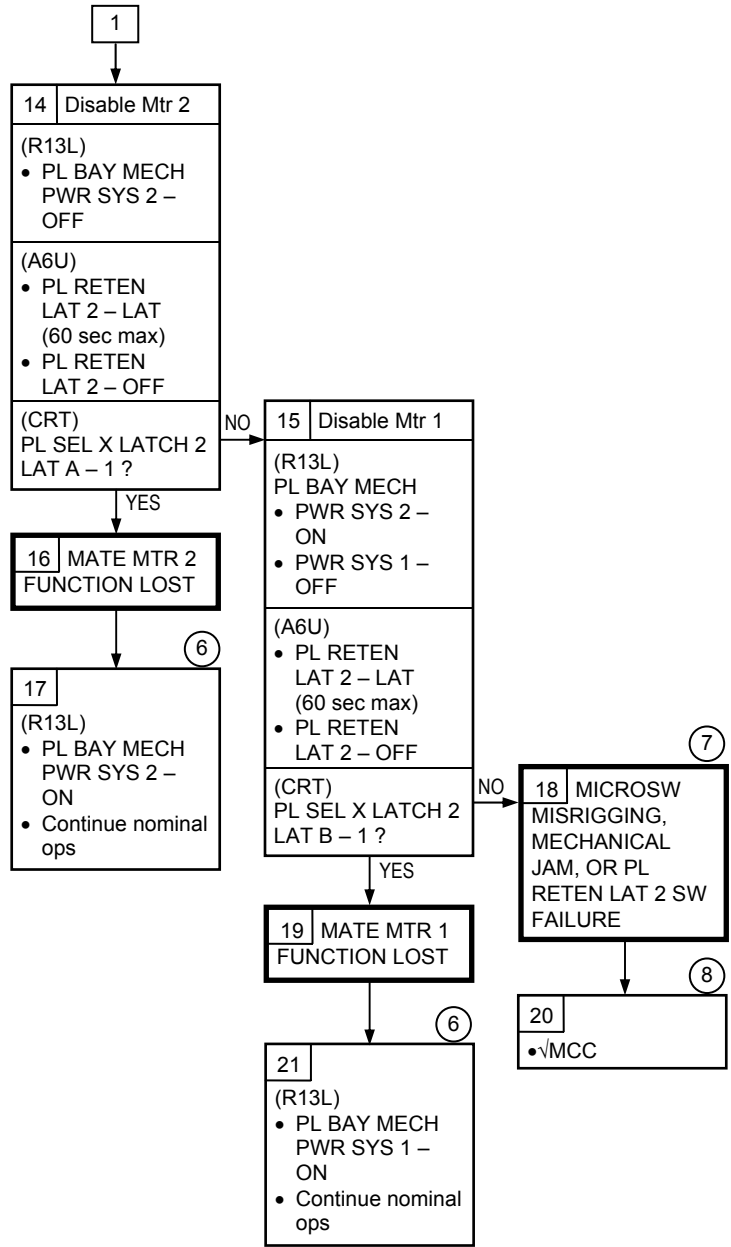 1
14 Disable Mtr 2
(R13L)
• PL BAY MECH
PWR SYS 2 –
OFF
(A6U)
• PL RETEN
LAT 2 – LAT
(60 sec max)
• PL RETEN
LAT 2 – OFF
(CRT)
PL SEL X LATCH 2
LAT A – 1 ?
NO
YES
15 Disable Mtr 1
(R13L)
PL BAY MECH
• PWR SYS 2 –
ON
• PWR SYS 1 –
OFF
(A6U)
• PL RETEN
LAT 2 – LAT
(60 sec max)
• PL RETEN
LAT 2 – OFF
(CRT)
PL SEL X LATCH 2
LAT B – 1 ?
NO
YES
16 MATE MTR 2
FUNCTION LOST
6
17
(R13L)
• PL BAY MECH
PWR SYS 2 –
ON
• Continue nominal
ops
7
18 MICROSW
MISRIGGING,
MECHANICAL
JAM, OR PL
RETEN LAT 2 SW
FAILURE
19 MATE MTR 1
FUNCTION LOST
8
20
•√MCC
6
21
(R13L)
• PL BAY MECH
PWR SYS 1 –
ON
• Continue nominal
ops